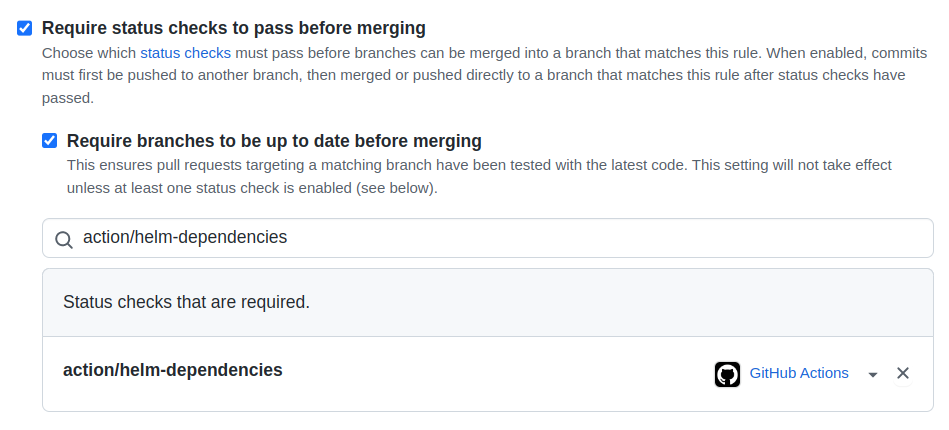 Require status checks to pass before merging
Choose which status checks must pass before branches can be merged into a branch that matches this rule. When enabled, commits
must first be pushed to another branch, then merged or pushed directly to a branch that matches this rule after status checks have
passed.
Require branches to be up to date before merging
This ensures pull requests targeting a matching branch have been tested with the latest code. This setting will not take effect
unless at least one status check is enabled (see below).
action/helm-dependencies
Status checks that are required.
action/helm-dependencies GitHub Actions